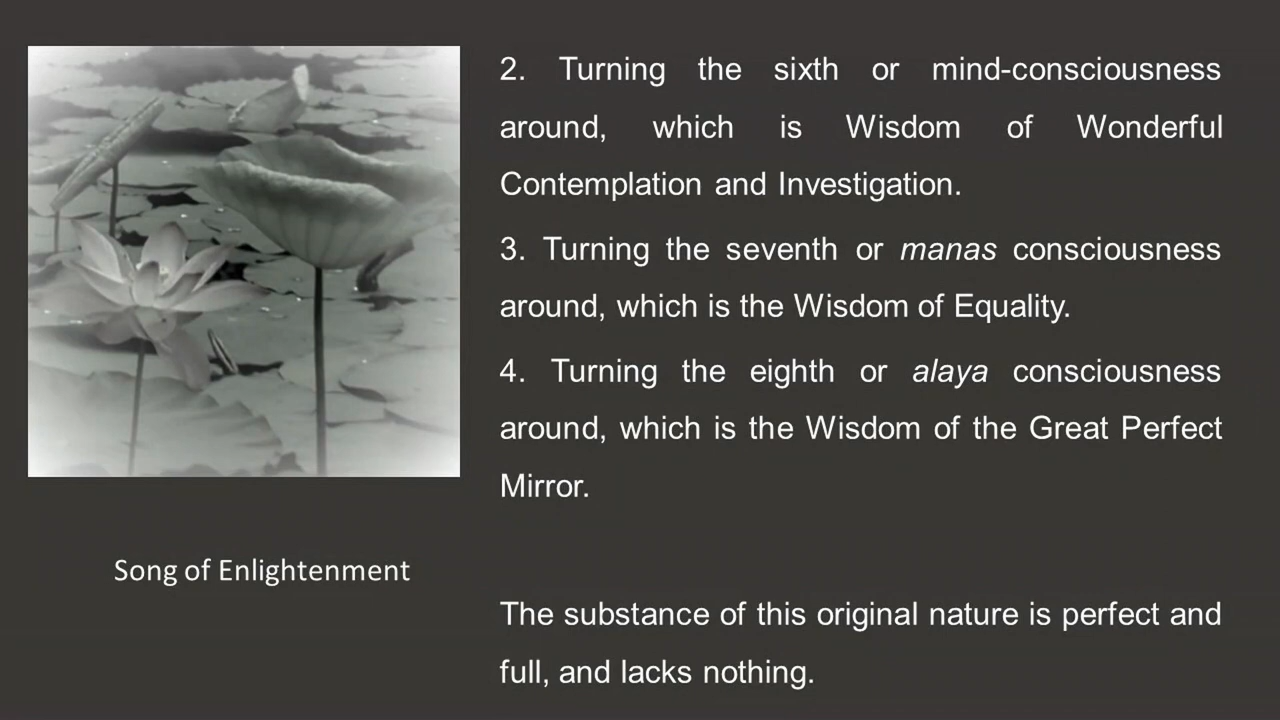 2. Turning the sixth or mind-consciousness
around, which is Wisdom of Wonderful
Contemplation and Investigation.
3. Turning the seventh or manas consciousness
around, which is the Wisdom of Equality.
4. Turning the eighth or alaya consciousness
around, which is the Wisdom of the Great Perfect
Mirror.
Song of Enlightenment
The substance of this original nature is perfect and
full, and lacks nothing.